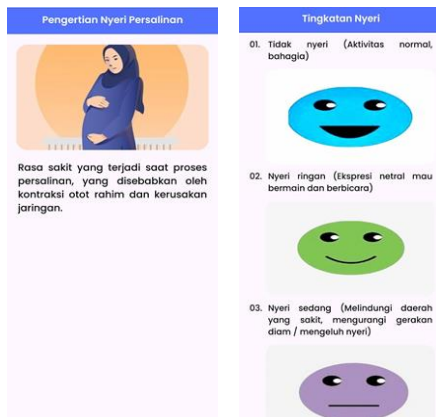 Pengertian Nyeri Persalinan
Rasa sakit yang terjadi saat proses
persalinan, yang disebabkan oleh
kontraksi otot rahim dan kerusakan
jaringan.
Tingkatan Nyeri
01. Tidak nyeri (Aktivitas normal,
bahagia)
02. Nyeri ringan (Ekspresi netral mau
bermain dan berbicara)
03. Nyeri sedang (Melindungi daerah
yang sakit, mengurangi gerakan
diam / mengeluh nyeri)